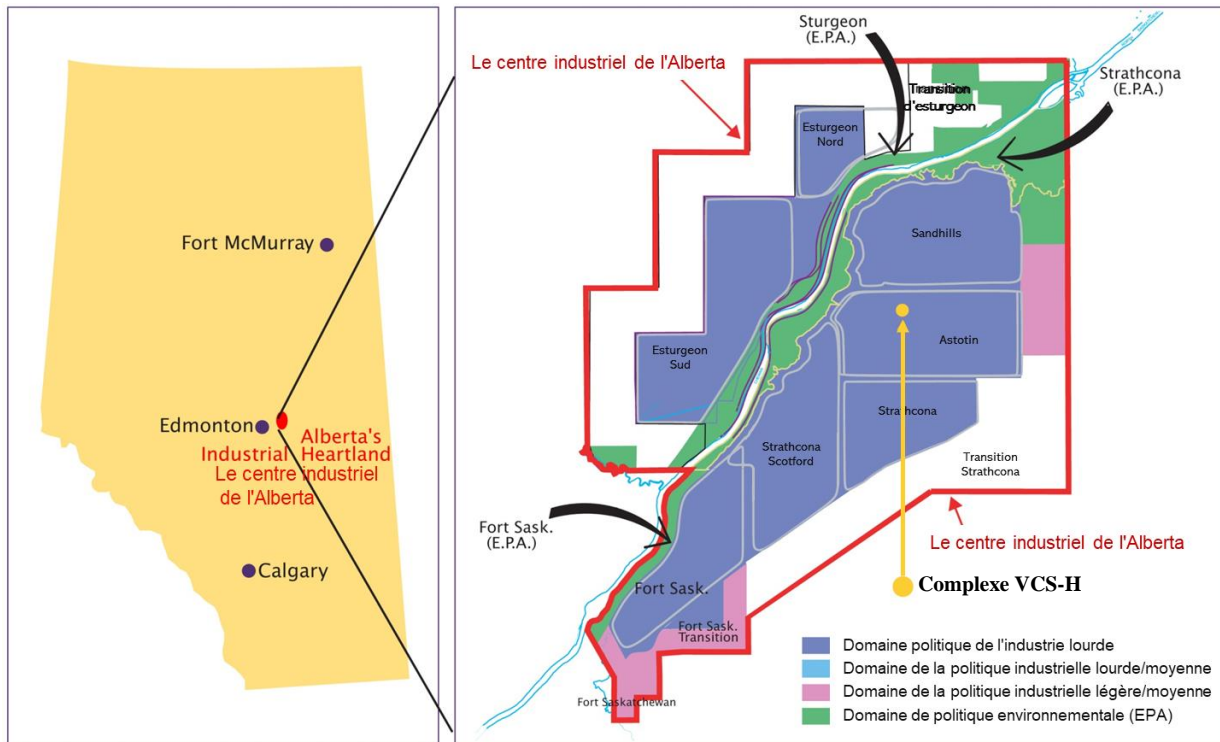 Fort McMurray
Edmonton
Alberta's
Industrial Heartland
Le centre industriel
de l'Alberta
Calgary
Sturgeon
(E.P.A.)
Le centre industriel de l'Alberta
Strathcona
(E.P.A.)
Transition
d'esturgeon
Esturgeon
Nord
Sandhills
Esturgeon
Sud
Astotin
Strathcona
Strathcona
Scotford
Transition
Strathcona
Fort Sask.
(E.P.A.)
Le centre industriel de l'Alberta
Fort Sask.
Complexe VCS-H
Fort Sask.
Transition
Fort Saskatchewan
Domaine politique de l'industrie lourde
Domaine de la politique industrielle lourde/moyenne
Domaine de la politique industrielle légère/moyenne
Domaine de politique environnementale (EPA)